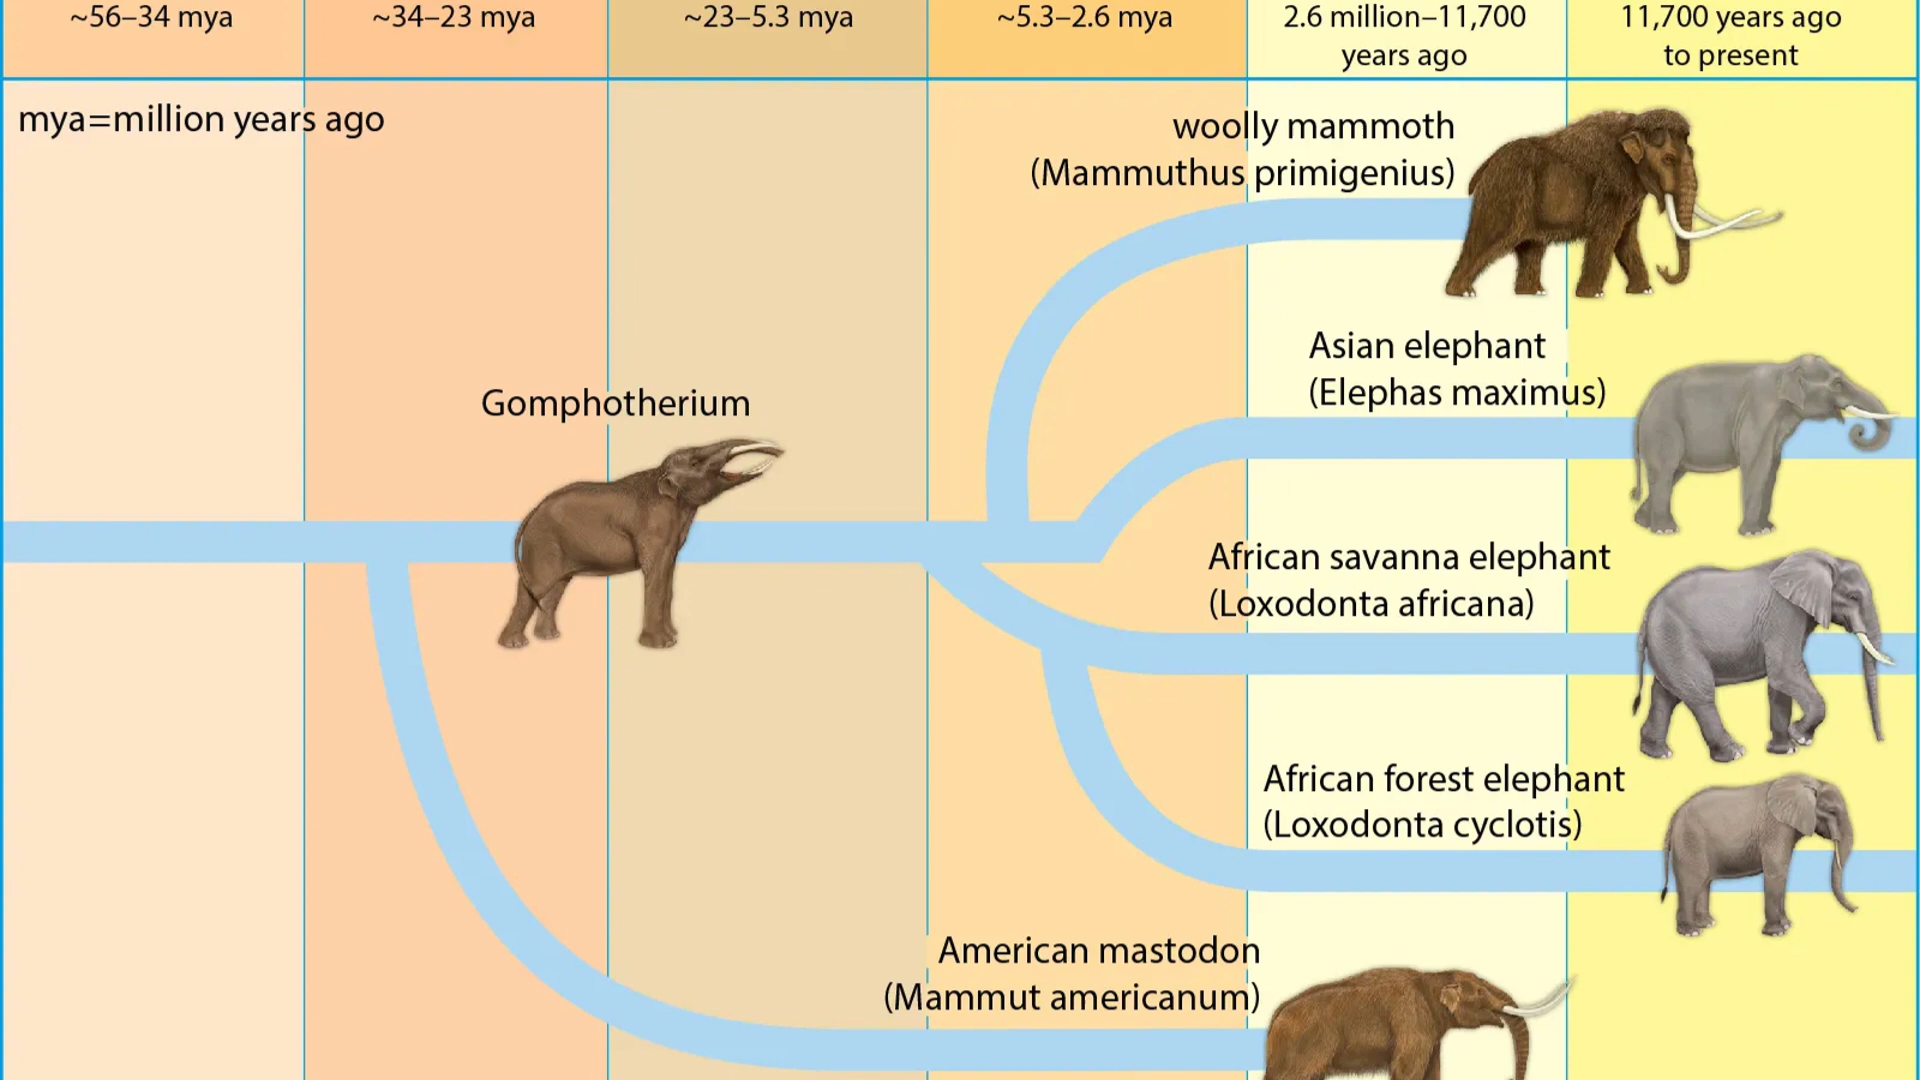 ~56–34 mya
~34–23 mya
~23–5.3 mya
~5.3–2.6 mya
2.6 million–11,700
years ago
11,700 years ago
to present
mya=million years ago
woolly mammoth
(Mammuthus primigenius)
Asian elephant
(Elephas maximus)
Gomphotherium
African savanna elephant
(Loxodonta africana)
African forest elephant
(Loxodonta cyclotis)
American mastodon
(Mammut americanum)